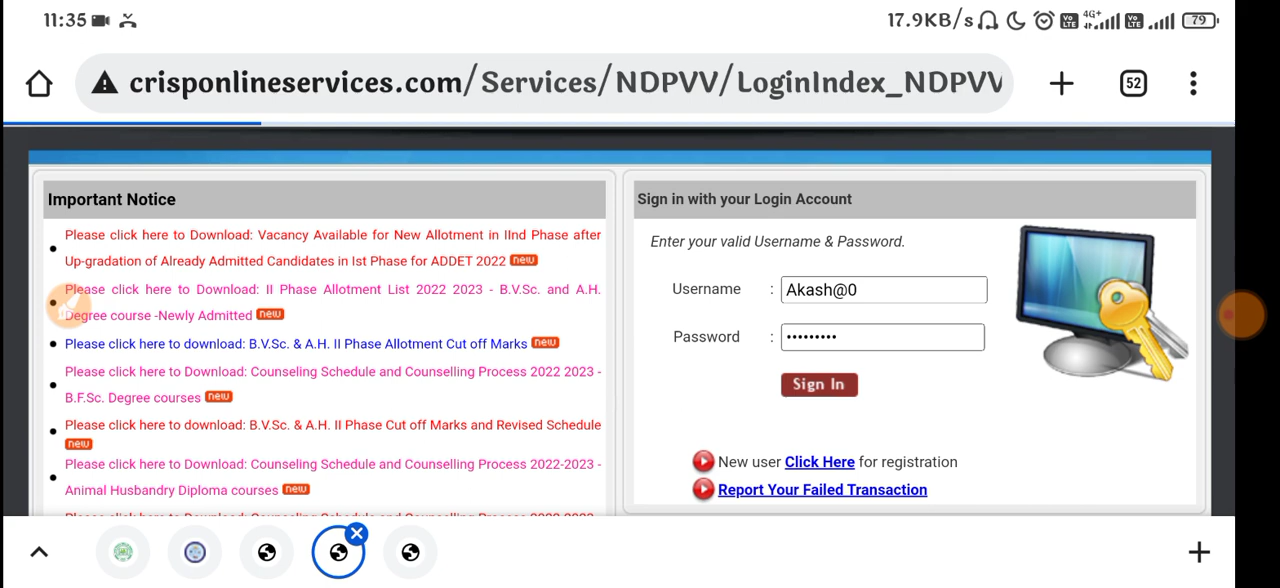 11:35
17.9KB/s
4G+
Vo
LTE
Vo
LTE
79
crisponlineservices.com/Services/NDPVV/LoginIndex_NDPVV
52
Important Notice
Please click here to Download: Vacancy Available for New Allotment in IInd Phase after
Up-gradation of Already Admitted Candidates in Ist Phase for ADDET 2022 new
Please click here to Download: II Phase Allotment List 2022 2023 - B.V.Sc. and A.H.
Degree course -Newly Admitted new
Please click here to download: B.V.Sc. & A.H. II Phase Allotment Cut off Marks new
Please click here to download: Counseling Schedule and Counselling Process 2022 2023 -
B.F.Sc. Degree courses new
Please click here to download: B.V.Sc. & A.H. II Phase Cut off Marks and Revised Schedule
new
Please click here to Download: Counseling Schedule and Counselling Process 2022-2023 -
Animal Husbandry Diploma courses new
Sign in with your Login Account
Enter your valid Username & Password.
Username : Akash@0
Password : •••••••••
Sign In
New user Click Here for registration
Report Your Failed Transaction